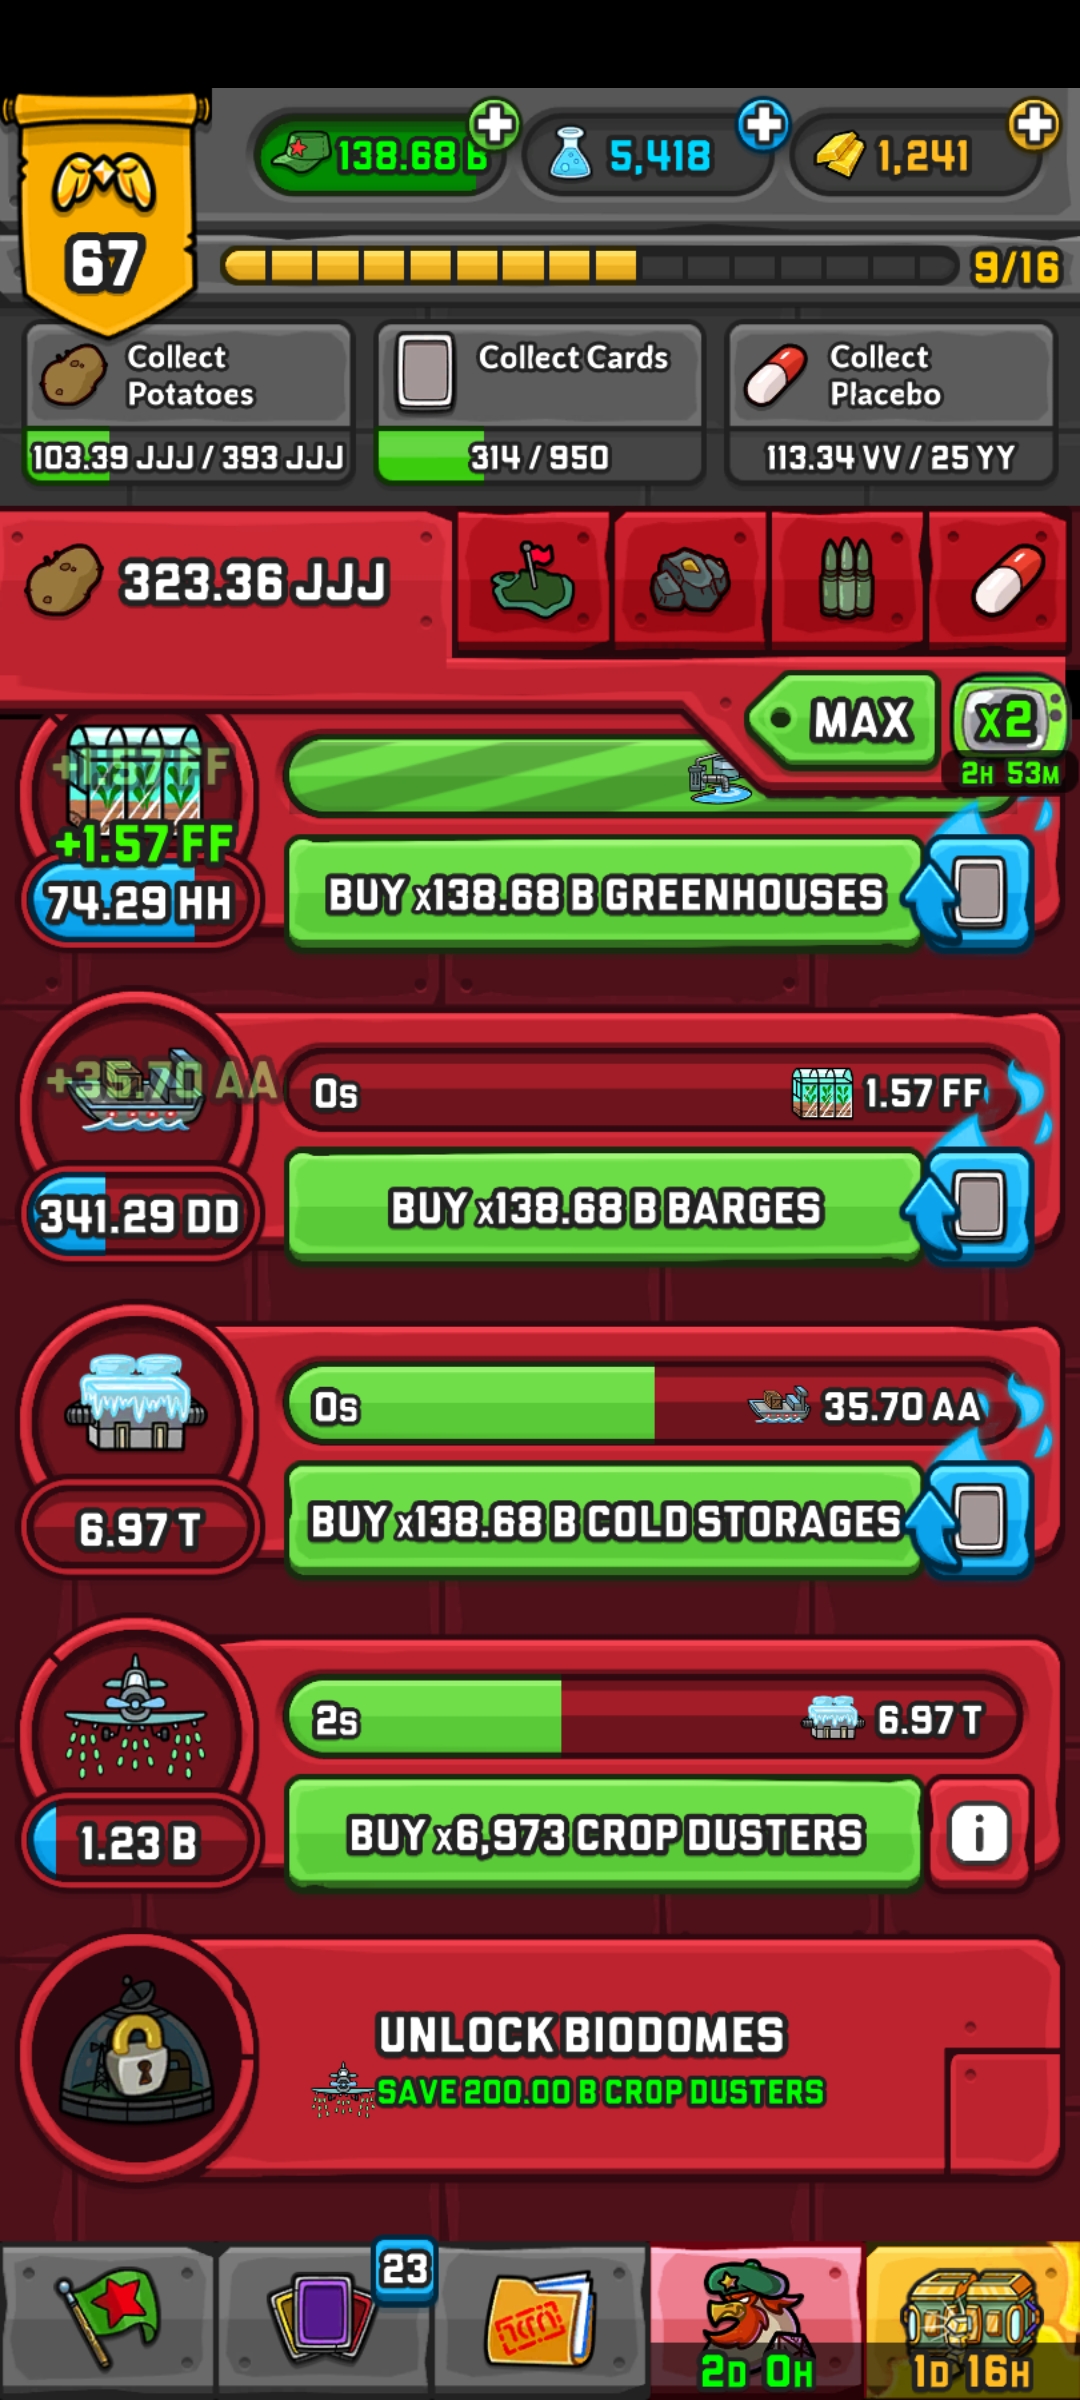 138.68 B
5,418
1,241
67
9/16
Collect
Potatoes
103.39 JJJ / 393 JJJ
Collect Cards
314 / 950
Collect
Placebo
113.34 VV / 25 YY
323.36 JJJ
MAX
x2
2H 53M
+1.57 FF
+1.57 FF
74.29 HH
BUY x138.68 B GREENHOUSES
+35.70 AA
0s
1.57 FF
341.29 DD
BUY x138.68 B BARGES
0s
35.70 AA
6.97 T
BUY x138.68 B COLD STORAGES
2s
6.97 T
1.23 B
BUY x6,973 CROP DUSTERS
i
UNLOCK BIODOMES
SAVE 200.00 B CROP DUSTERS
23
2D 0H
1D 16H